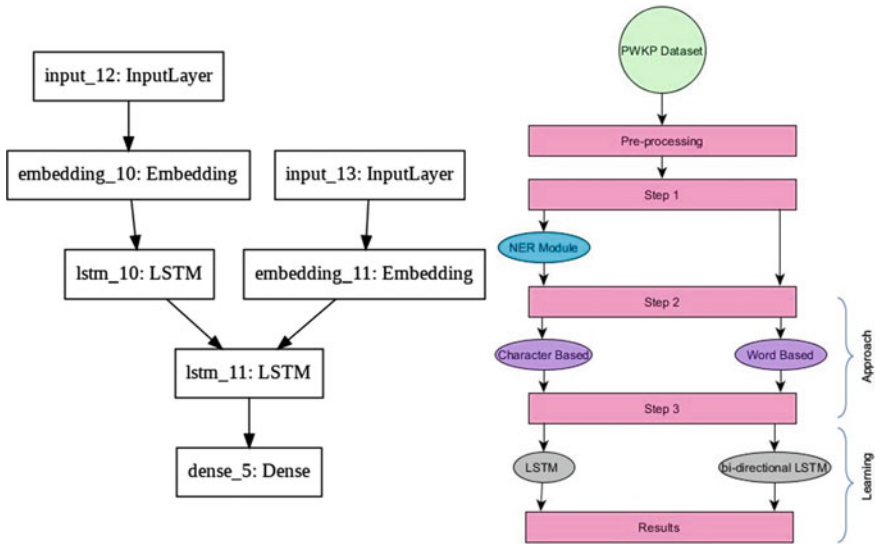 input_12: InputLayer
embedding_10: Embedding
input_13: InputLayer
lstm_10: LSTM
embedding_11: Embedding
lstm_11: LSTM
dense_5: Dense
PWKP Dataset
Pre-processing
Step 1
NER Module
Step 2
Character Based
Word Based
Step 3
LSTM
bi-directional LSTM
Results
Approach
Learning